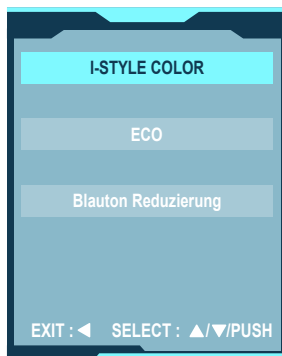 I-STYLE COLOR
ECO
Blauton Reduzierung
EXIT : ◀ SELECT : ▲/▼/PUSH